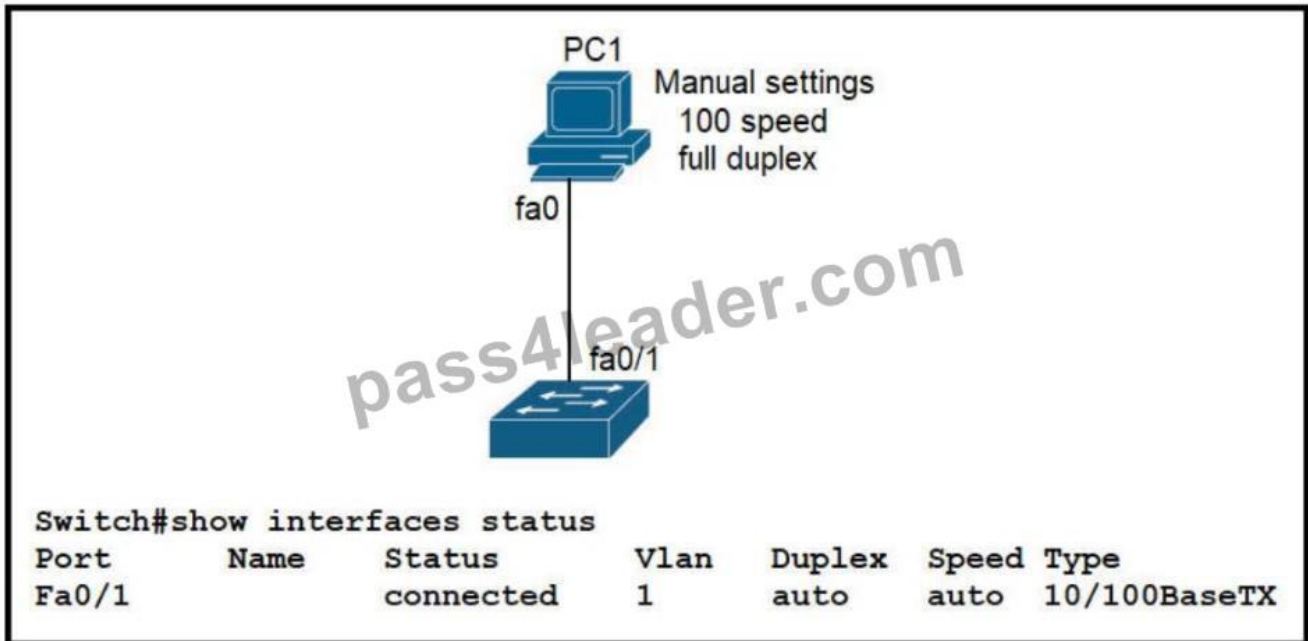 PC1
Manual settings
100 speed
full duplex
fa0
pass4leader.com
fa0/1
Switch#show interfaces status
Port Name Status Vlan Duplex Speed Type
Fa0/1 connected 1 auto auto 10/100BaseTX